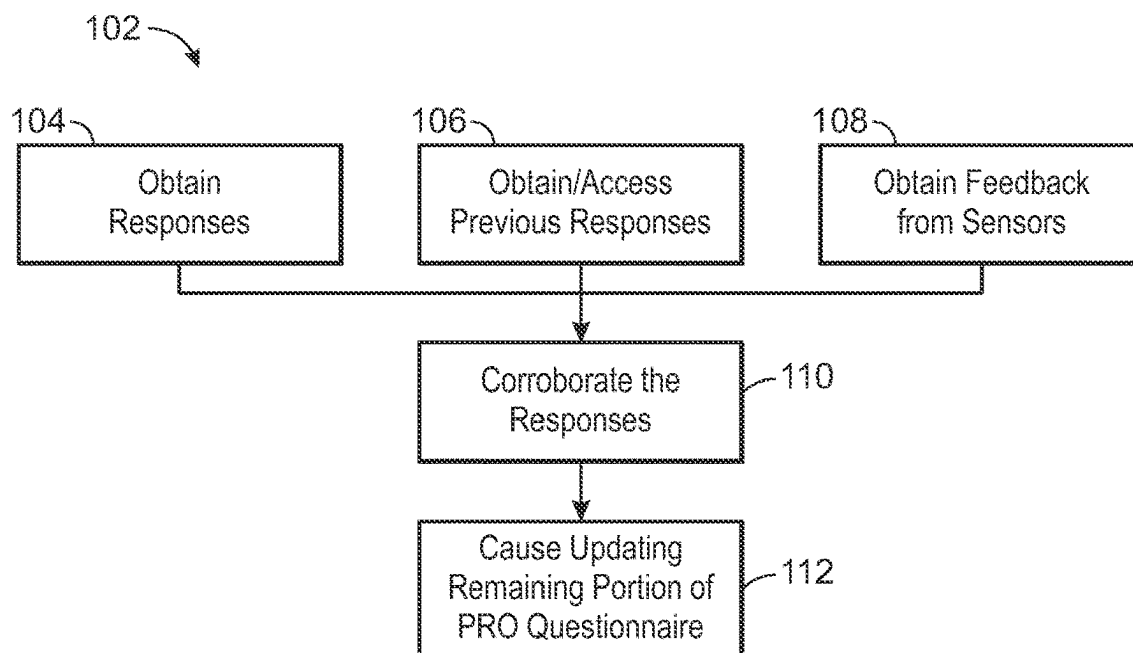 102
104
Obtain
Responses
106
Obtain/Access
Previous Responses
108
Obtain Feedback
from Sensors
Corroborate the
Responses
110
Cause Updating
Remaining Portion of
PRO Questionnaire
112